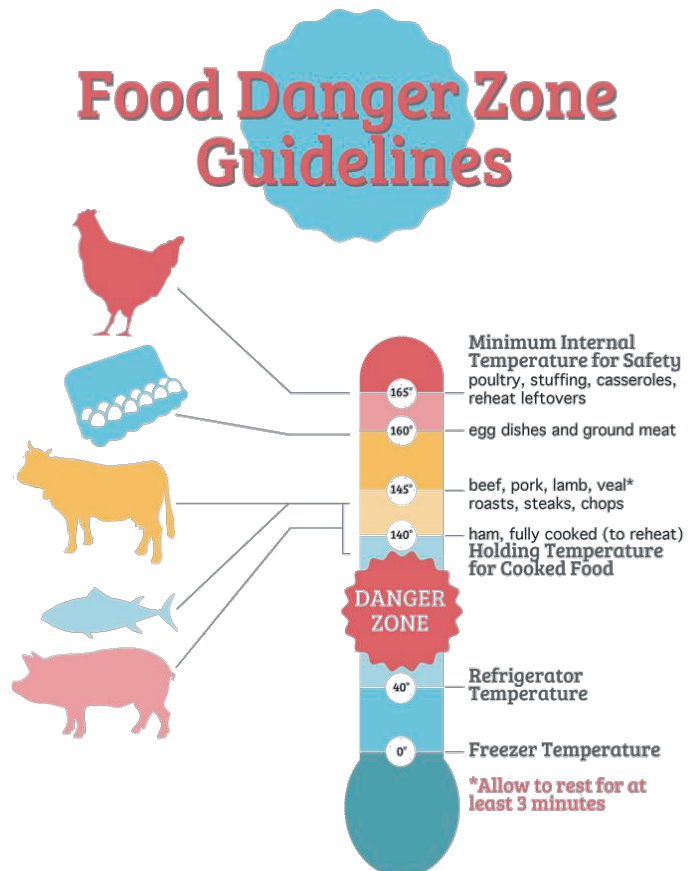 Food Danger Zone
Guidelines
Minimum Internal
Temperature for Safety
165°
poultry, stuffing, casseroles,
reheat leftovers
160°
egg dishes and ground meat
145°
beef, pork, lamb, veal*
roasts, steaks, chops
140°
ham, fully cooked (to reheat)
Holding Temperature
for Cooked Food
DANGER
ZONE
40°
Refrigerator
Temperature
0°
Freezer Temperature
*Allow to rest for at
least 3 minutes